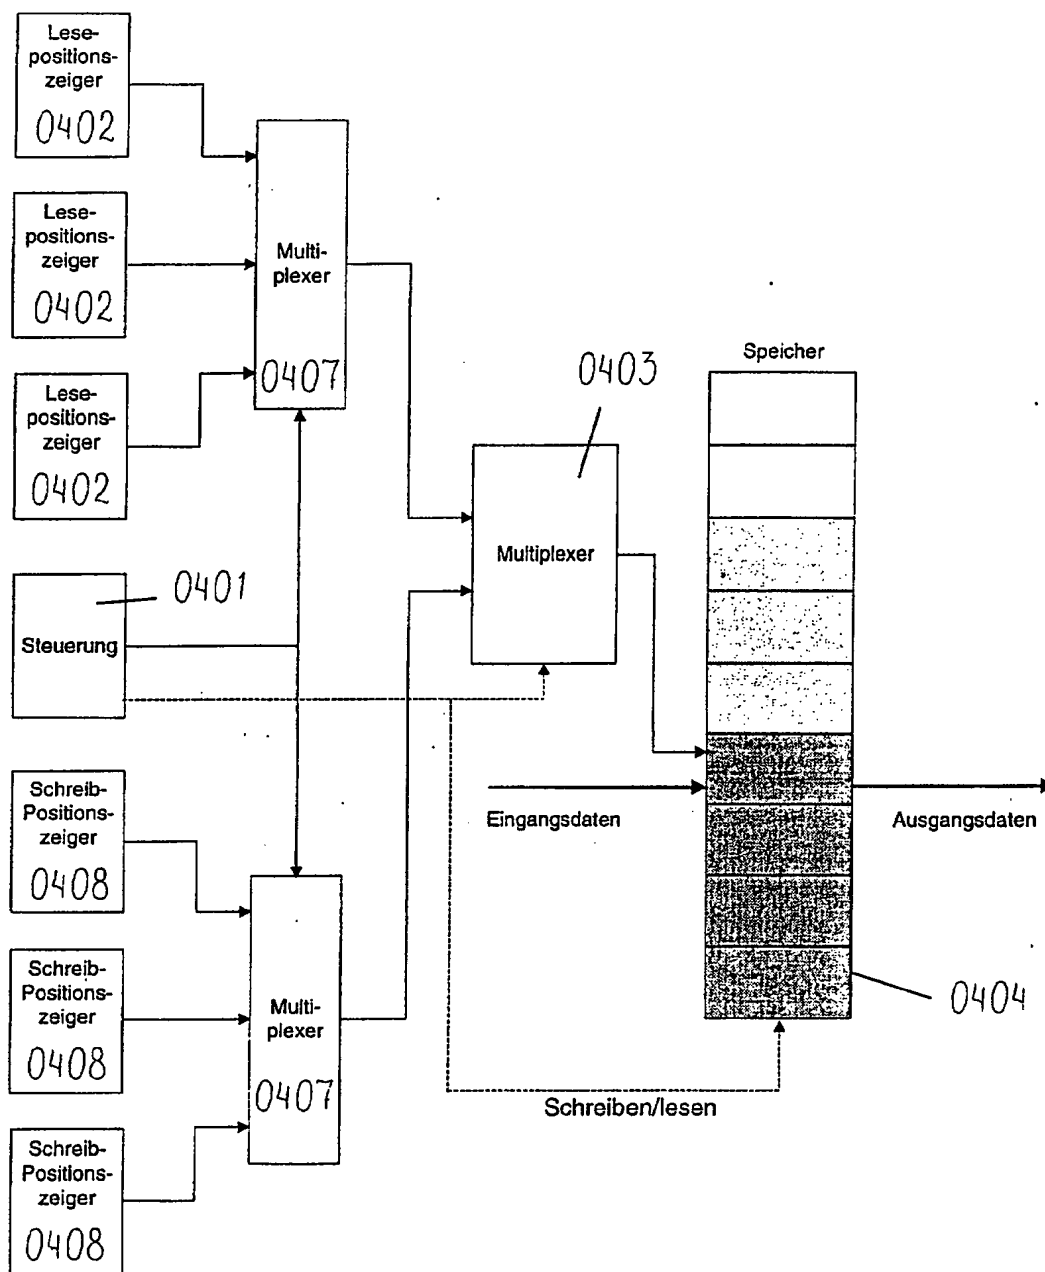 Lese-
positions-
zeiger
0402
Lese-
positions-
zeiger
0402
Lese-
positions-
zeiger
0402
Multi-
plexer
0407
0403
Multiplexer
Speicher
0401
Steuerung
Eingangsdaten
Ausgangsdaten
Schreib-
Positions-
zeiger
0408
Schreib-
Positions-
zeiger
0408
Schreib-
Positions-
zeiger
0408
Multi-
plexer
0407
0404
Schreiben/lesen